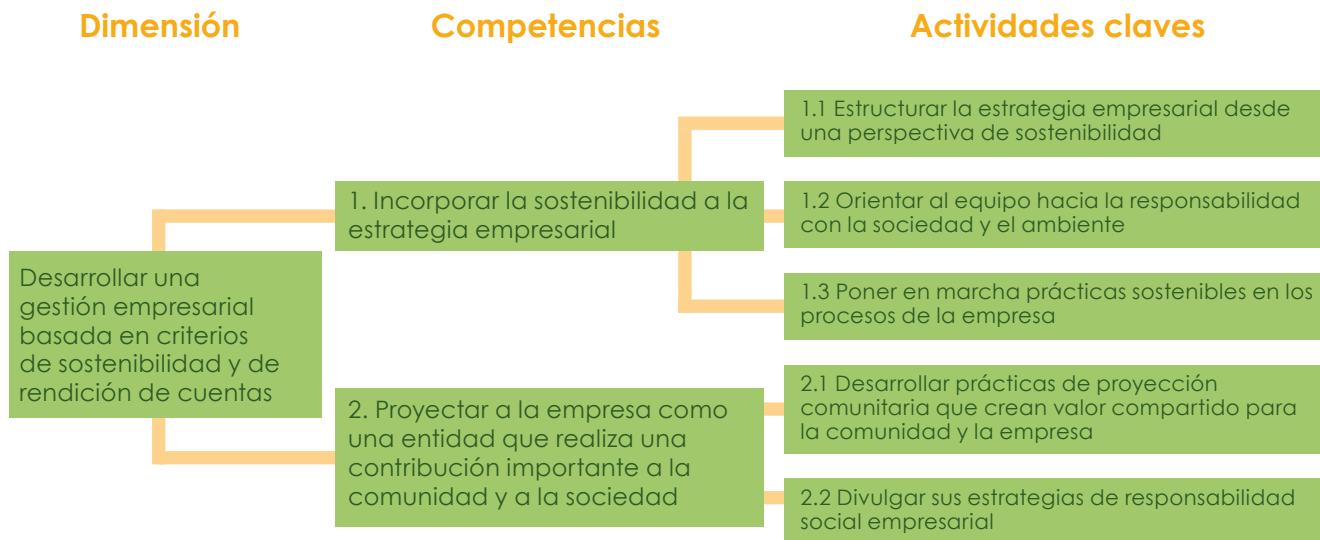 Dimensión
Competencias
Actividades claves
Desarrollar una
gestión empresarial
basada en criterios
de sostenibilidad y de
rendición de cuentas
1. Incorporar la sostenibilidad a la
estrategia empresarial
1.1 Estructurar la estrategia empresarial desde
una perspectiva de sostenibilidad
1.2 Orientar al equipo hacia la responsabilidad
con la sociedad y el ambiente
1.3 Poner en marcha prácticas sostenibles en los
procesos de la empresa
2. Proyectar a la empresa como
una entidad que realiza una
contribución importante a la
comunidad y a la sociedad
2.1 Desarrollar prácticas de proyección
comunitaria que crean valor compartido para
la comunidad y la empresa
2.2 Divulgar sus estrategias de responsabilidad
social empresarial